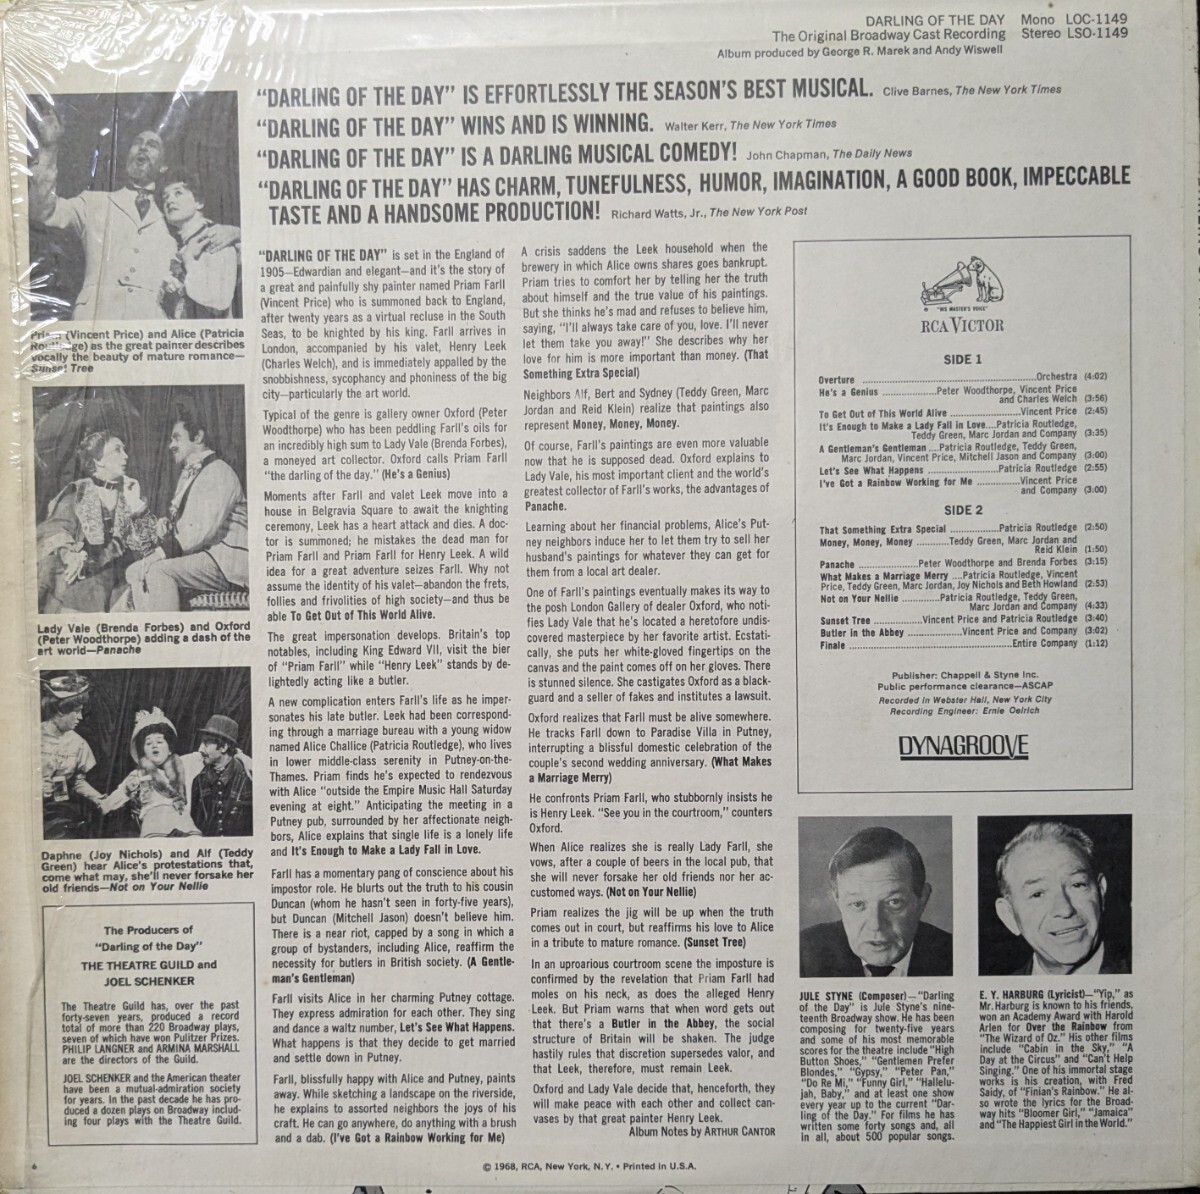 DARLING OF THE DAY Mono LOC-1149
The Original Broadway Cast Recording Stereo LSO-1149
Album produced by George R. Marek and Andy Wiswell
"DARLING OF THE DAY" IS EFFORTLESSLY THE SEASON'S BEST MUSICAL. Clive Barnes, The New York Times
"DARLING OF THE DAY" WINS AND IS WINNING. Walter Kerr, The New York Times
"DARLING OF THE DAY" IS A DARLING MUSICAL COMEDY! John Chapman, The Daily News
"DARLING OF THE DAY" HAS CHARM, TUNEFULNESS, HUMOR, IMAGINATION, A GOOD BOOK, IMPECCABLE
TASTE AND A HANDSOME PRODUCTION! Richard Watts, Jr., The New York Post
Priam (Vincent Price) and Alice (Patricia
Routledge) as the great painter describes
vocally the beauty of mature romance—
Sunset Tree
Lady Vale (Brenda Forbes) and Oxford
(Peter Woodthorpe) adding a dash of the
art world—Panache
Daphne (Joy Nichols) and Alf (Teddy
Green) hear Alice's protestations that,
come what may, she'll never forsake her
old friends—Not on Your Nellie
The Producers of
"Darling of the Day"
THE THEATRE GUILD and
JOEL SCHENKER
The Theatre Guild has, over the past
forty-seven years, produced a record
total of more than 220 Broadway plays,
seven of which have won Pulitzer Prizes.
PHILIP LANGNER and ARMINA MARSHALL
are the directors of the Guild.
JOEL SCHENKER and the American theater
have been a mutual-admiration society
for years. In the past decade he has pro-
duced a dozen plays on Broadway includ-
ing four plays with the Theatre Guild.
"DARLING OF THE DAY" is set in the England of
1905—Edwardian and elegant—and it's the story of
a great and painfully shy painter named Priam Farll
(Vincent Price) who is summoned back to England,
after twenty years as a virtual recluse in the South
Seas, to be knighted by his king. Farll arrives in
London, accompanied by his valet, Henry Leek
(Charles Welch), and is immediately appalled by the
snobbishness, sycophancy and phoniness of the big
city—particularly the art world.
Typical of the genre is gallery owner Oxford (Peter
Woodthorpe) who has been peddling Farll's oils for
an incredibly high sum to Lady Vale (Brenda Forbes),
a moneyed art collector. Oxford calls Priam Farll
"the darling of the day." (He's a Genius)
Moments after Farll and valet Leek move into a
house in Belgravia Square to await the knighting
ceremony, Leek has a heart attack and dies. A doc-
tor is summoned; he mistakes the dead man for
Priam Farll and Priam Farll for Henry Leek. A wild
idea for a great adventure seizes Farll. Why not
assume the identity of his valet—abandon the frets,
follies and frivolities of high society—and thus be
able To Get Out of This World Alive.
The great impersonation develops. Britain's top
notables, including King Edward VII, visit the bier
of "Priam Farll" while "Henry Leek" stands by de-
lightedly acting like a butler.
A new complication enters Farll's life as he imper-
sonates his late butler. Leek had been correspond-
ing through a marriage bureau with a young widow
named Alice Challice (Patricia Routledge), who lives
in lower middle-class serenity in Putney-on-the-
Thames. Priam finds he's expected to rendezvous
with Alice "outside the Empire Music Hall Saturday
evening at eight." Anticipating the meeting in a
Putney pub, surrounded by her affectionate neigh-
bors, Alice explains that single life is a lonely life
and It's Enough to Make a Lady Fall in Love.
Farll has a momentary pang of conscience about his
impostor role. He blurts out the truth to his cousin
Duncan (whom he hasn't seen in forty-five years),
but Duncan (Mitchell Jason) doesn't believe him.
There is a near riot, capped by a song in which a
group of bystanders, including Alice, reaffirm the
necessity for butlers in British society. (A Gentle-
man's Gentleman)
Farll visits Alice in her charming Putney cottage.
They express admiration for each other. They sing
and dance a waltz number, Let's See What Happens.
What happens is that they decide to get married
and settle down in Putney.
Farll, blissfully happy with Alice and Putney, paints
away. While sketching a landscape on the riverside,
he explains to assorted neighbors the joys of his
craft. He can go anywhere, do anything with a brush
and a dab. (I've Got a Rainbow Working for Me)
A crisis saddens the Leek household when the
brewery in which Alice owns shares goes bankrupt.
Priam tries to comfort her by telling her the truth
about himself and the true value of his paintings.
But she thinks he's mad and refuses to believe him,
saying, "I'll always take care of you, love. I'll never
let them take you away!" She describes why her
love for him is more important than money. (That
Something Extra Special)
Neighbors Alf, Bert and Sydney (Teddy Green, Marc
Jordan and Reid Klein) realize that paintings also
represent Money, Money, Money.
Of course, Farll's paintings are even more valuable
now that he is supposed dead. Oxford explains to
Lady Vale, his most important client and the world's
greatest collector of Farll's works, the advantages of
Panache.
Learning about her financial problems, Alice's Put-
ney neighbors induce her to let them try to sell her
husband's paintings for whatever they can get for
them from a local art dealer.
One of Farll's paintings eventually makes its way to
the posh London Gallery of dealer Oxford, who noti-
fies Lady Vale that he's located a heretofore undis-
covered masterpiece by her favorite artist. Ecstati-
cally, she puts her white-gloved fingertips on the
canvas and the paint comes off on her gloves. There
is stunned silence. She castigates Oxford as a black-
guard and a seller of fakes and institutes a lawsuit.
Oxford realizes that Farll must be alive somewhere.
He tracks Farll down to Paradise Villa in Putney,
interrupting a blissful domestic celebration of the
couple's second wedding anniversary. (What Makes
a Marriage Merry)
He confronts Priam Farll, who stubbornly insists he
is Henry Leek. "See you in the courtroom," counters
Oxford.
When Alice realizes she is really Lady Farll, she
vows, after a couple of beers in the local pub, that
she will never forsake her old friends nor her ac-
customed ways. (Not on Your Nellie)
Priam realizes the jig will be up when the truth
comes out in court, but reaffirms his love to Alice
in a tribute to mature romance. (Sunset Tree)
In an uproarious courtroom scene the imposture is
confirmed by the revelation that Priam Farll had
moles on his neck, as does the alleged Henry
Leek. But Priam warns that when word gets out
that there's a Butler in the Abbey, the social
structure of Britain will be shaken. The judge
hastily rules that discretion supersedes valor, and
that Leek, therefore, must remain Leek.
Oxford and Lady Vale decide that, henceforth, they
will make peace with each other and collect can-
vases by that great painter Henry Leek.
Album Notes by ARTHUR CANTOR
"HIS MASTER'S VOICE"
RCA VICTOR
SIDE 1
Overture ........Orchestra (4:02)
He's a Genius ........Peter Woodthorpe, Vincent Price
and Charles Welch (3:56)
To Get Out of This World Alive ........Vincent Price (2:45)
It's Enough to Make a Lady Fall in Love....Patricia Routledge,
Teddy Green, Marc Jordan and Company (3:35)
A Gentleman's Gentleman ....Patricia Routledge, Teddy Green,
Marc Jordan, Vincent Price, Mitchell Jason and Company (3:00)
Let's See What Happens ........Patricia Routledge (2:55)
I've Got a Rainbow Working for Me ........Vincent Price
and Company (3:00)
SIDE 2
That Something Extra Special ........Patricia Routledge (2:50)
Money, Money, Money ........Teddy Green, Marc Jordan and
Reid Klein (1:50)
Panache ........Peter Woodthorpe and Brenda Forbes (3:15)
What Makes a Marriage Merry ....Patricia Routledge, Vincent
Price, Teddy Green, Marc Jordan, Joy Nichols and Beth Howland (2:53)
Not on Your Nellie ........Patricia Routledge, Teddy Green,
Marc Jordan and Company (4:33)
Sunset Tree ........Vincent Price and Patricia Routledge (3:40)
Butler in the Abbey ........Vincent Price and Company (3:02)
Finale ........Entire Company (1:12)
Publisher: Chappell & Styne Inc.
Public performance clearance—ASCAP
Recorded in Webster Hall, New York City
Recording Engineer: Ernie Oelrich
DYNAGROOVE
JULE STYNE (Composer)—"Darling
of the Day" is Jule Styne's nine-
teenth Broadway show. He has been
composing for twenty-five years
and some of his most memorable
scores for the theatre include "High
Button Shoes," "Gentlemen Prefer
Blondes," "Gypsy," "Peter Pan,"
"Do Re Mi," "Funny Girl," "Hallelu-
jah, Baby," and at least one show
every year up to the current "Dar-
ling of the Day." For films he has
written some forty songs and, all
in all, about 500 popular songs.
E. Y. HARBURG (Lyricist)—"Yip," as
Mr. Harburg is known to his friends,
won an Academy Award with Harold
Arlen for Over the Rainbow from
"The Wizard of Oz." His other films
include "Cabin in the Sky," "A
Day at the Circus" and "Can't Help
Singing." One of his immortal stage
works is his creation, with Fred
Saidy, of "Finian's Rainbow." He al-
so wrote the lyrics for the Broad-
way hits "Bloomer Girl," "Jamaica"
and "The Happiest Girl in the World."
6
© 1968, RCA, New York, N.Y. • Printed in U.S.A.